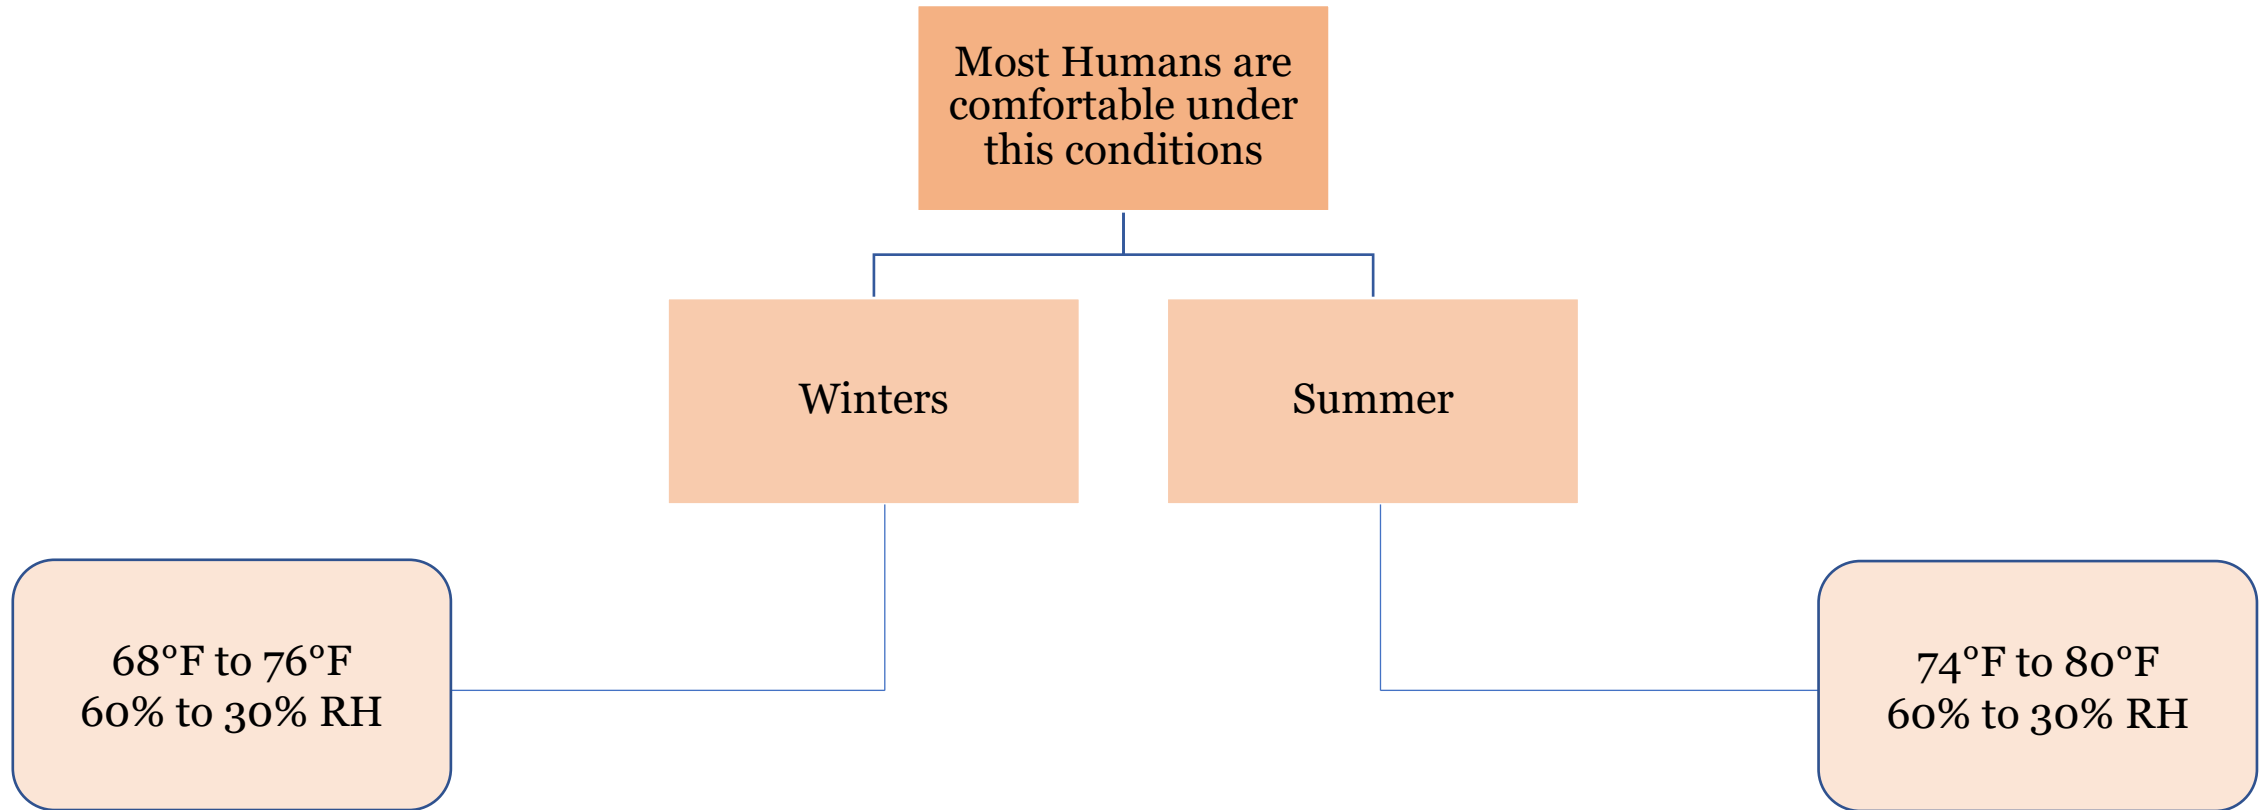 Most Humans are
comfortable under
this conditions
Winters
Summer
68°F to 76°F
60% to 30% RH
74°F to 80°F
60% to 30% RH